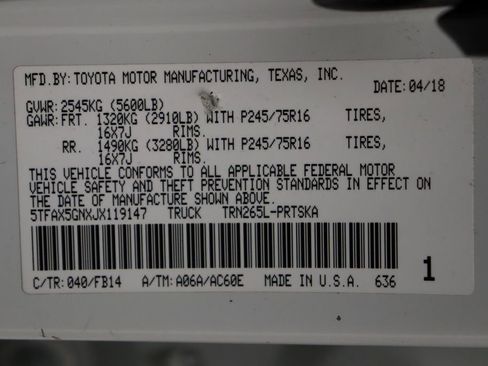 MFD.BY: TOYOTA MOTOR MANUFACTURING, TEXAS, INC.
DATE: 04/18
GVWR: 2545KG (5600LB)
GAWR: FRT. 1320KG (2910LB) WITH P245/75R16 TIRES,
16X7J RIMS.
RR. 1490KG (3280LB) WITH P245/75R16 TIRES,
16X7J RIMS.
THIS VEHICLE CONFORMS TO ALL APPLICABLE FEDERAL MOTOR
VEHICLE SAFETY AND THEFT PREVENTION STANDARDS IN EFFECT ON
THE DATE OF MANUFACTURE SHOWN ABOVE.
5TFAX5GNXJX119147 TRUCK TRN265L-PRTSKA
C/TR: 040/FB14 A/TM: A06A/AC60E MADE IN U.S.A. 636 1